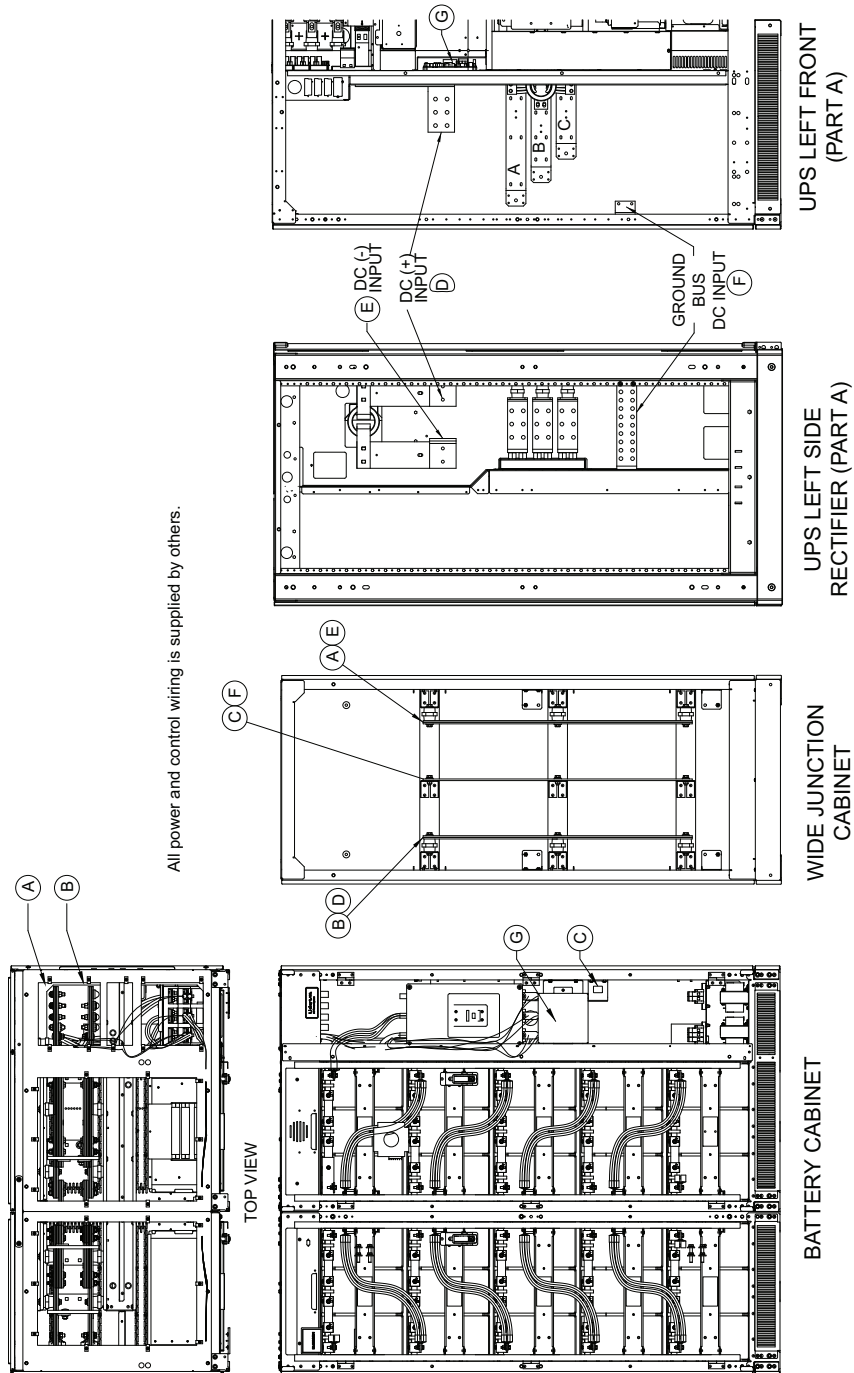 A
B
TOP VIEW
All power and control wiring is supplied by others.
G
C
BATTERY CABINET
B D
C F
A E
WIDE JUNCTION
CABINET
UPS LEFT SIDE
RECTIFIER (PART A)
E DC (-)
INPUT
DC (+)
INPUT
D
GROUND
BUS
DC INPUT
F
+
+
G
A
B
C
UPS LEFT FRONT
(PART A)